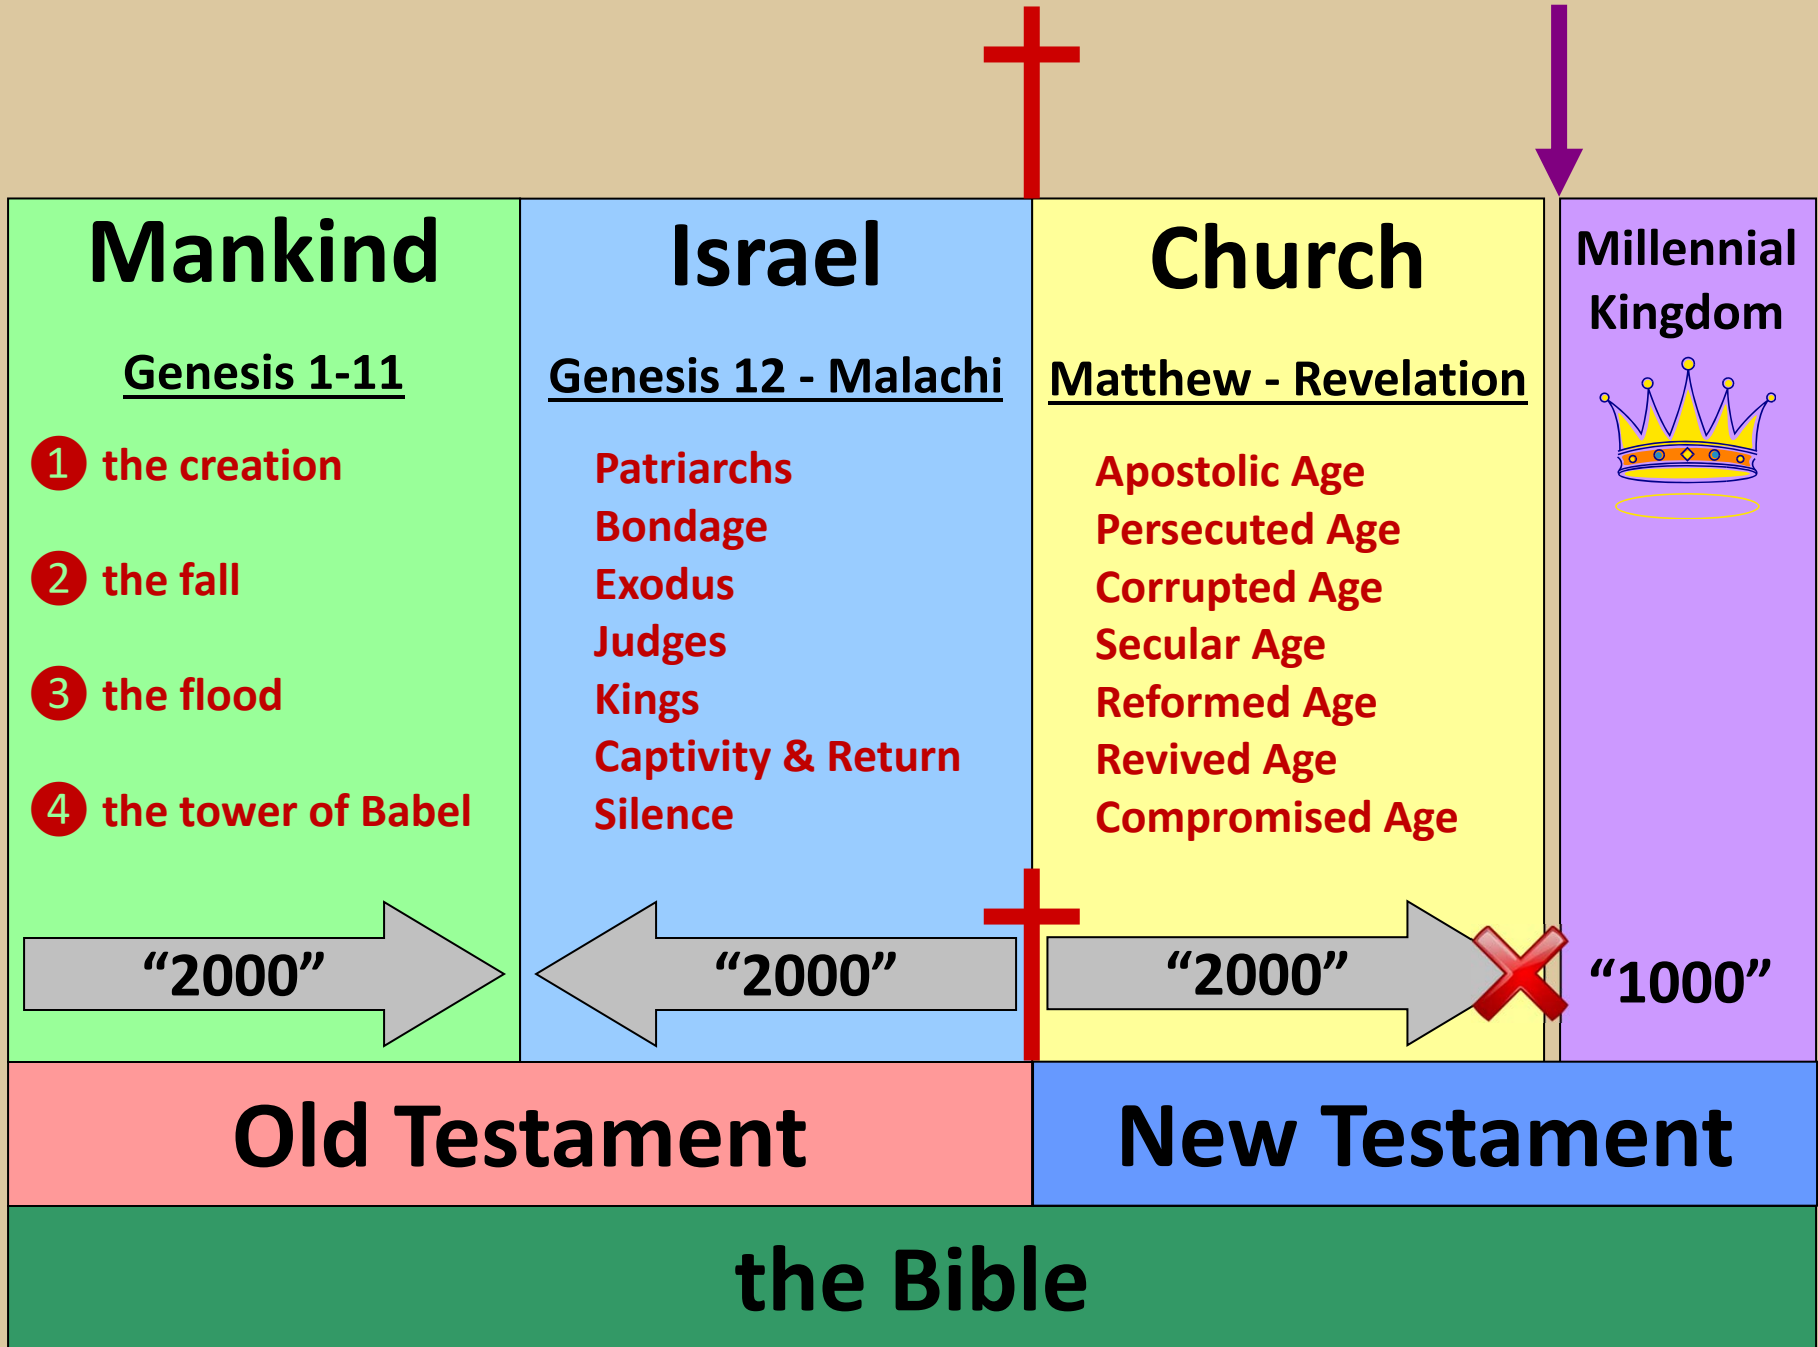 Mankind
Genesis 1-11
1 the creation
2 the fall
3 the flood
4 the tower of Babel
“2000”
Israel
Genesis 12 - Malachi
Patriarchs
Bondage
Exodus
Judges
Kings
Captivity & Return
Silence
“2000”
Church
Matthew - Revelation
Apostolic Age
Persecuted Age
Corrupted Age
Secular Age
Reformed Age
Revived Age
Compromised Age
“2000”
Millennial
Kingdom
“1000”
Old Testament
New Testament
the Bible